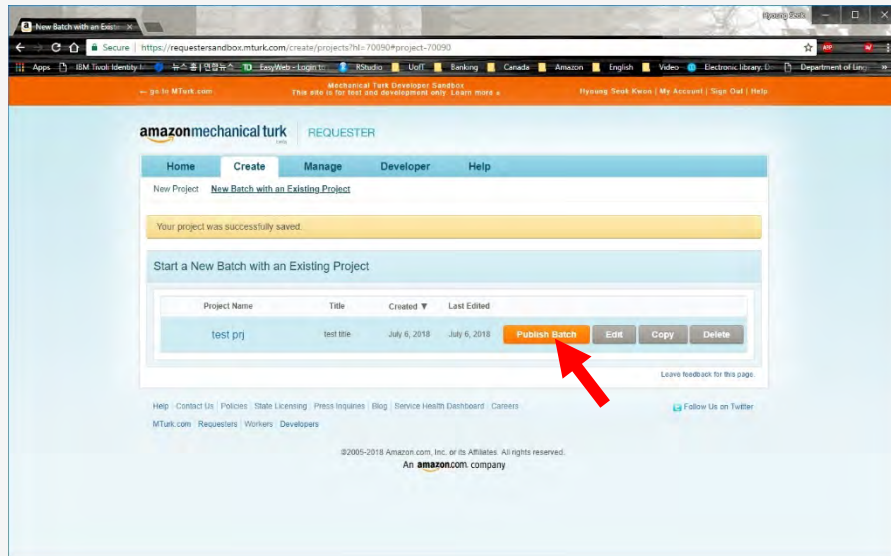 New Batch with an Existi
Hyoung Seok
Secure | https://requestersandbox.mturk.com/create/projects?hl=70090#project-70090
Apps IBM Tivoli Identity 뉴스 홈 | 연합뉴스 EasyWeb - Login RStudio UofT Banking Canada Amazon English Video Electronic library. Department of Ling »
← go to MTurk.com Mechanical Turk Developer Sandbox Hyoung Seok Kwon | My Account | Sign Out | Help
This site is for test and development only. Learn more »
amazonmechanical turk REQUESTER
beta
Home Create Manage Developer Help
New Project New Batch with an Existing Project
Your project was successfully saved.
Start a New Batch with an Existing Project
Project Name Title Created ▼ Last Edited
test prj test title July 6, 2018 July 6, 2018 Publish Batch Edit Copy Delete
Leave feedback for this page.
Help | Contact Us | Policies | State Licensing | Press Inquiries | Blog | Service Health Dashboard | Careers Follow Us on Twitter
MTurk.com | Requesters | Workers | Developers
©2005-2018 Amazon.com, Inc. or its Affiliates. All rights reserved.
An amazon.com. company